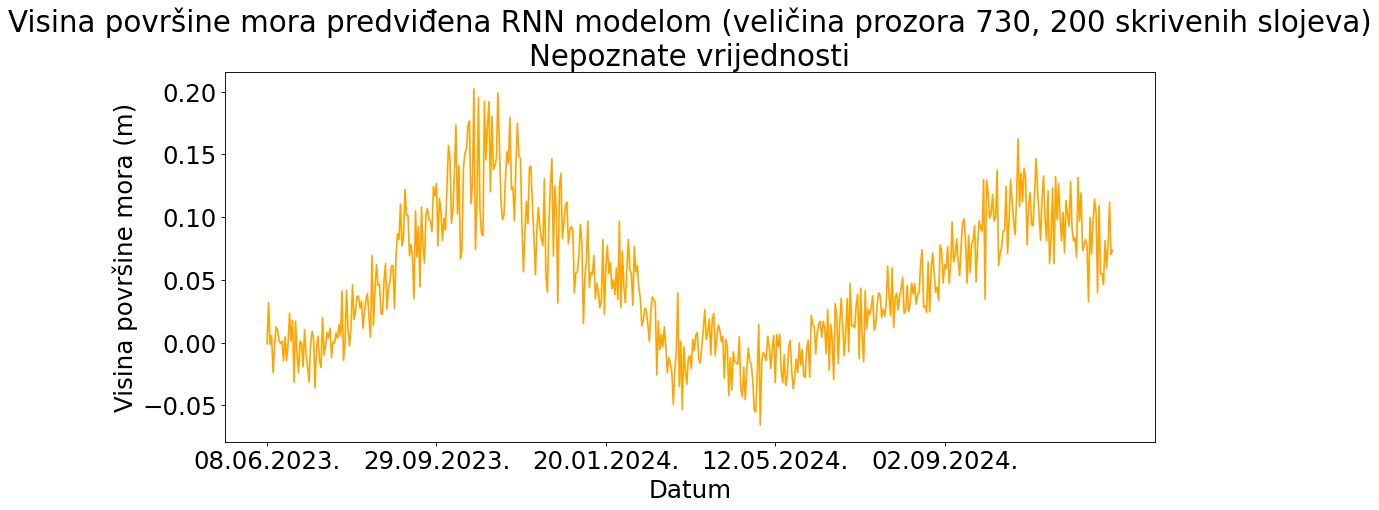 Visina površine mora predviđena RNN modelom (veličina prozora 730, 200 skrivenih slojeva)
Nepoznate vrijednosti
Visina površine mora (m)
0.20
0.15
0.10
0.05
0.00
−0.05
08.06.2023. 29.09.2023. 20.01.2024. 12.05.2024. 02.09.2024.
Datum